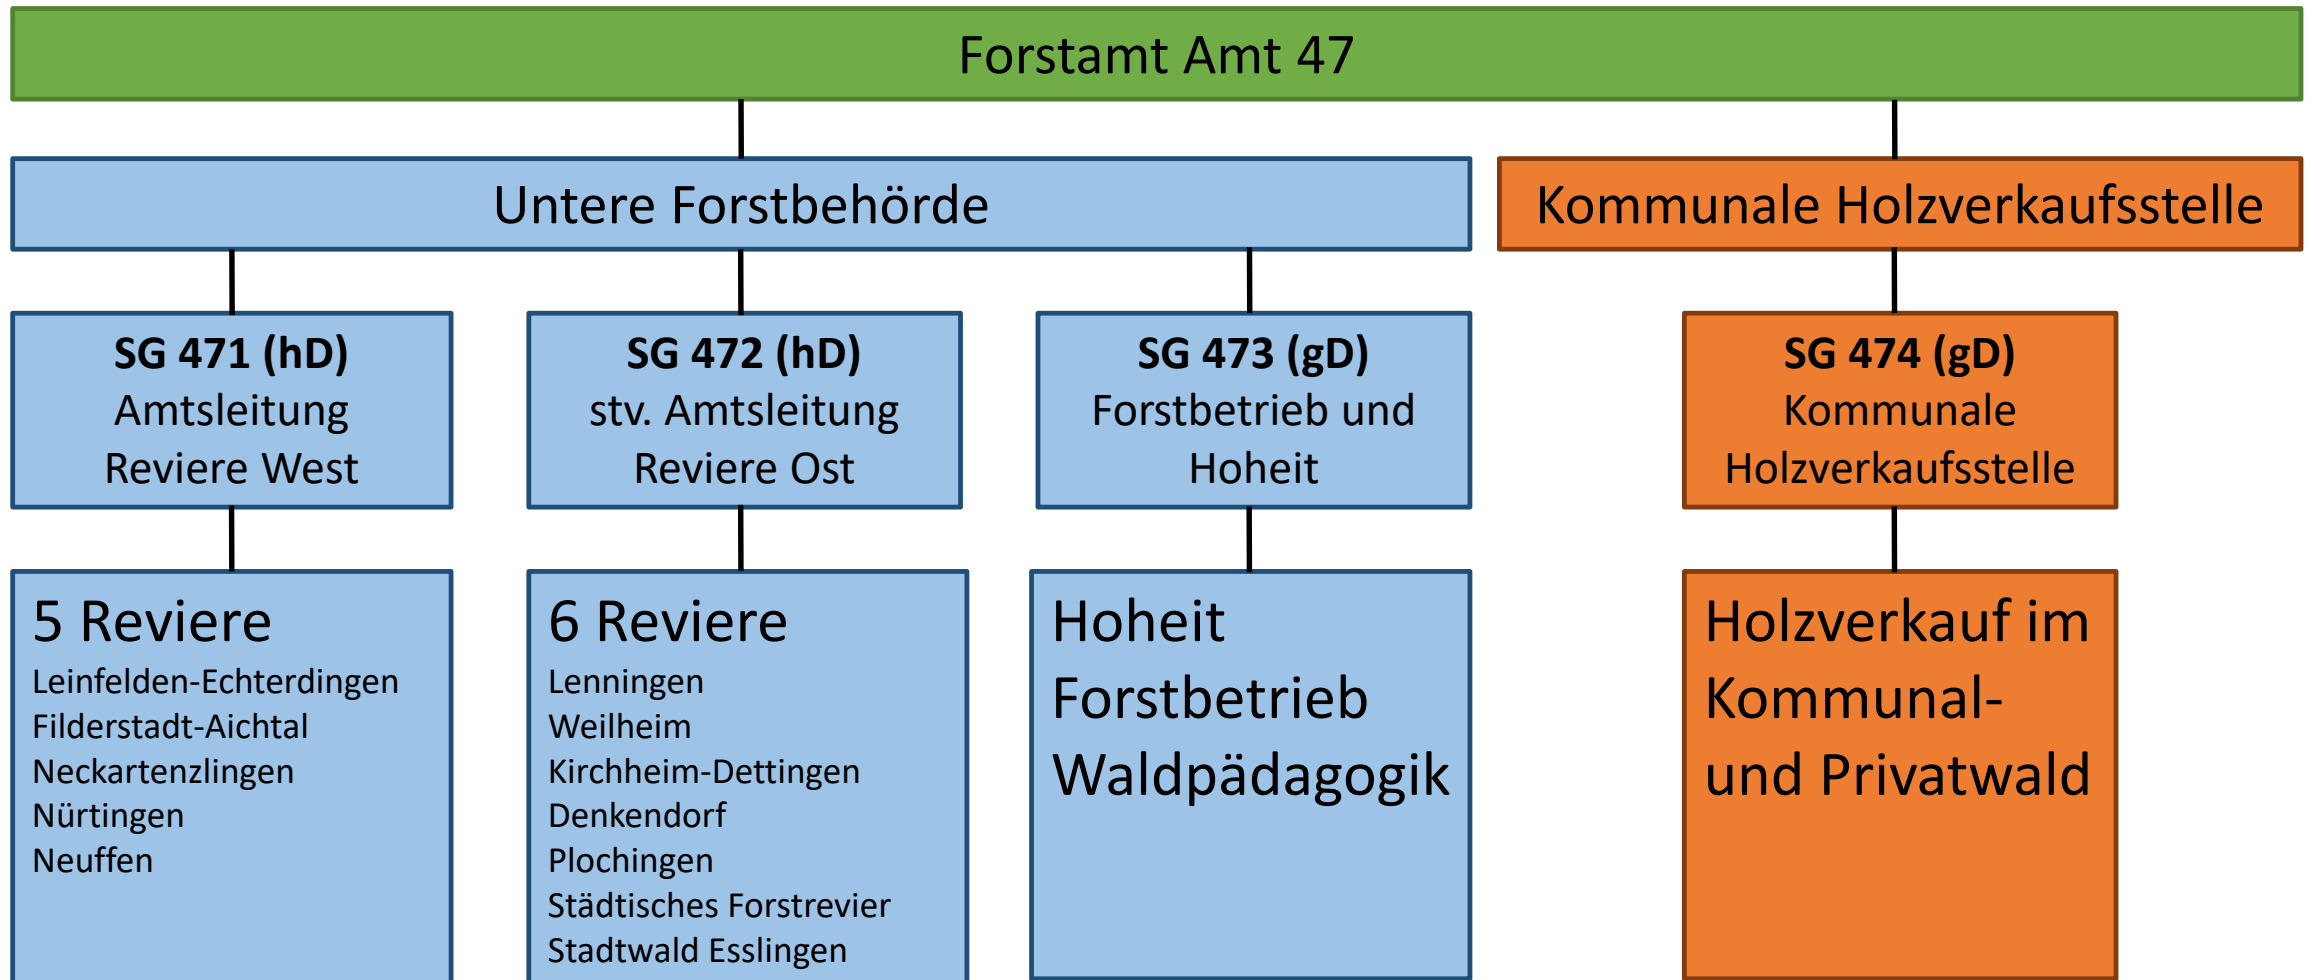 Forstamt Amt 47
Untere Forstbehörde
Kommunale Holzverkaufsstelle
SG 471 (hD)
Amtsleitung
Reviere West
SG 472 (hD)
stv. Amtsleitung
Reviere Ost
SG 473 (gD)
Forstbetrieb und
Hoheit
SG 474 (gD)
Kommunale
Holzverkaufsstelle
5 Reviere
Leinfelden-Echterdingen
Filderstadt-Aichtal
Neckartenzlingen
Nürtingen
Neuffen
6 Reviere
Lenningen
Weilheim
Kirchheim-Dettingen
Denkendorf
Plochingen
Städtisches Forstrevier
Stadtwald Esslingen
Hoheit
Forstbetrieb
Waldpädagogik
Holzverkauf im
Kommunal-
und Privatwald